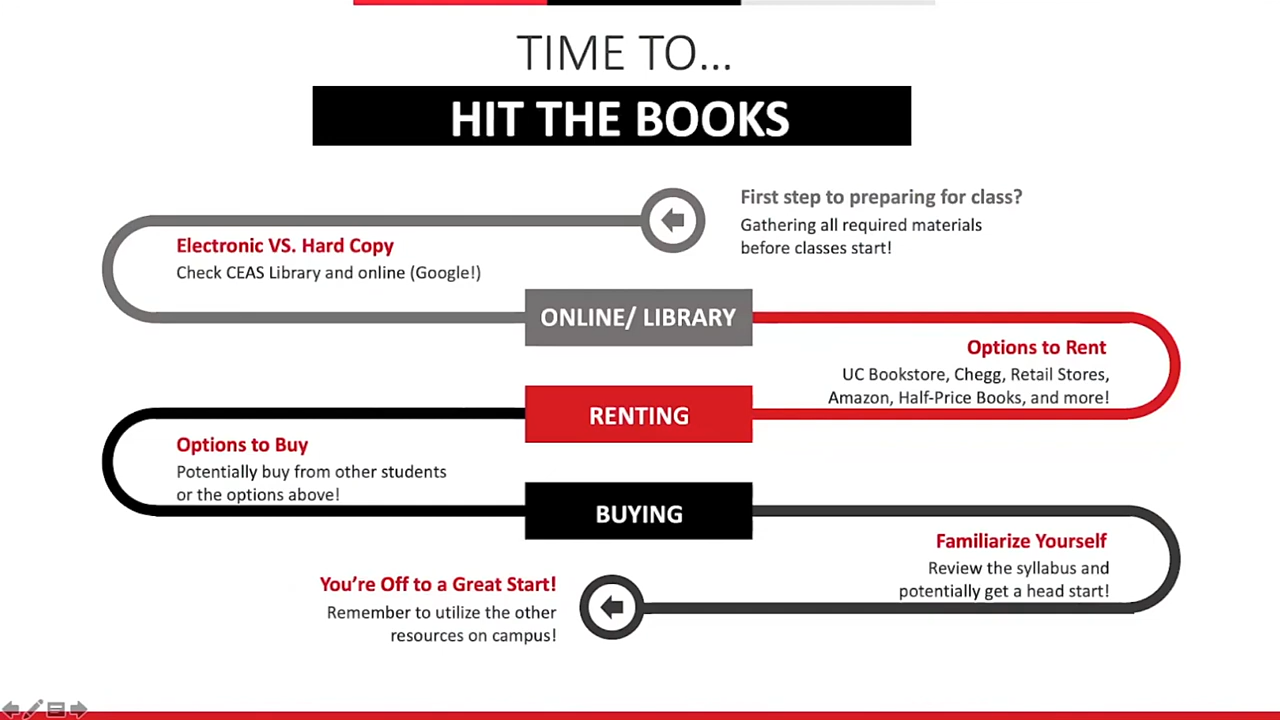 TIME TO...
HIT THE BOOKS
First step to preparing for class?
Gathering all required materials
before classes start!
Electronic VS. Hard Copy
Check CEAS Library and online (Google!)
ONLINE/ LIBRARY
Options to Rent
UC Bookstore, Chegg, Retail Stores,
Amazon, Half-Price Books, and more!
RENTING
Options to Buy
Potentially buy from other students
or the options above!
BUYING
Familiarize Yourself
Review the syllabus and
potentially get a head start!
You’re Off to a Great Start!
Remember to utilize the other
resources on campus!